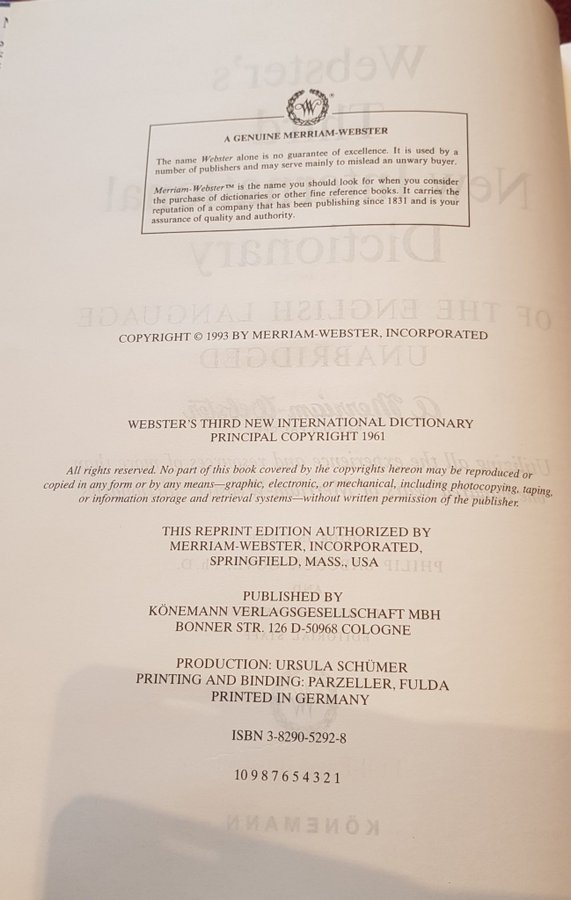 W
®
A GENUINE MERRIAM-WEBSTER
The name Webster alone is no guarantee of excellence. It is used by a
number of publishers and may serve mainly to mislead an unwary buyer.
Merriam-Webster™ is the name you should look for when you consider
the purchase of dictionaries or other fine reference books. It carries the
reputation of a company that has been publishing since 1831 and is your
assurance of quality and authority.
COPYRIGHT © 1993 BY MERRIAM-WEBSTER, INCORPORATED
WEBSTER'S THIRD NEW INTERNATIONAL DICTIONARY
PRINCIPAL COPYRIGHT 1961
All rights reserved. No part of this book covered by the copyrights hereon may be reproduced or
copied in any form or by any means—graphic, electronic, or mechanical, including photocopying, taping,
or information storage and retrieval systems—without written permission of the publisher.
THIS REPRINT EDITION AUTHORIZED BY
MERRIAM-WEBSTER, INCORPORATED,
SPRINGFIELD, MASS., USA
PUBLISHED BY
KÖNEMANN VERLAGSGESELLSCHAFT MBH
BONNER STR. 126 D-50968 COLOGNE
PRODUCTION: URSULA SCHÜMER
PRINTING AND BINDING: PARZELLER, FULDA
PRINTED IN GERMANY
ISBN 3-8290-5292-8
10 9 8 7 6 5 4 3 2 1